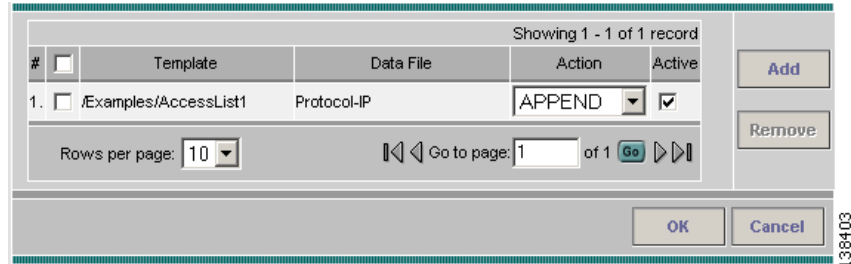 Showing 1 - 1 of 1 record
# Template Data File Action Active
1. /Examples/AccessList1 Protocol-IP APPEND
Rows per page: 10 Go to page: 1 of 1 Go
Add
Remove
OK Cancel
138403